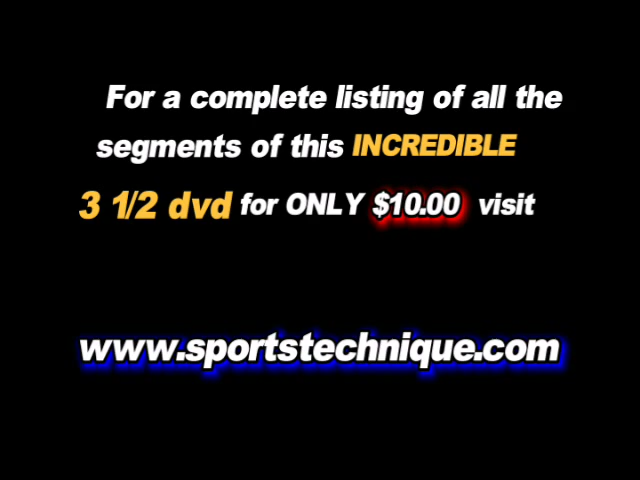 For a complete listing of all the
segments of this INCREDIBLE
3 1/2 dvd for ONLY $10.00 visit
www.sportstechnique.com